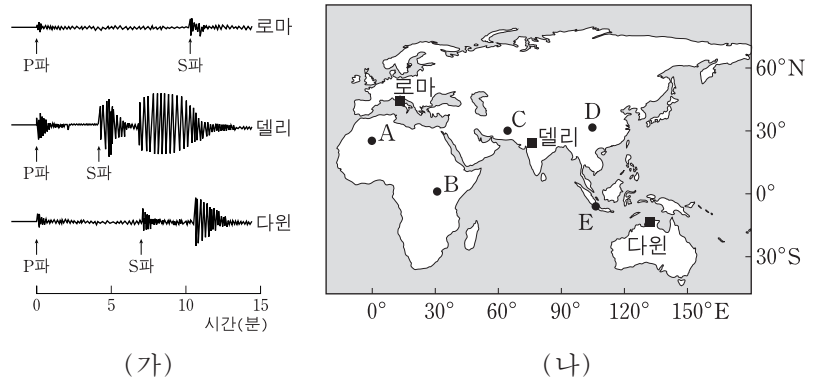 로마
P파 S파
델리
P파 S파
다윈
P파 S파
0 5 10 15
시간(분)
(가)
로마
A
B
C
델리
D
E
다윈
60°N
30°
0°
30°S
0° 30° 60° 90° 120° 150°E
(나)